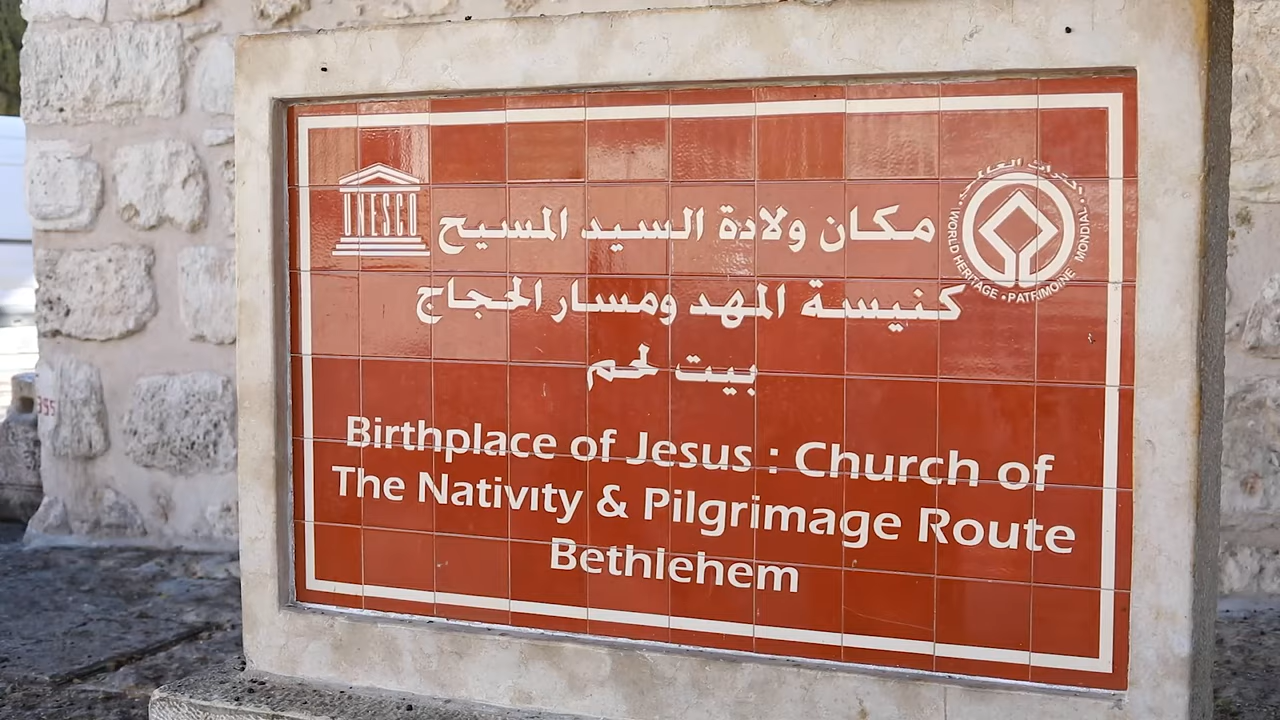 UNESCO
مكان ولادة السيد المسيح
WORLD HERITAGE • PATRIMOINE MONDIAL •
كنيسة المهد ومسار الحجاج
بيت لحم
Birthplace of Jesus : Church of
The Nativity & Pilgrimage Route
Bethlehem
355